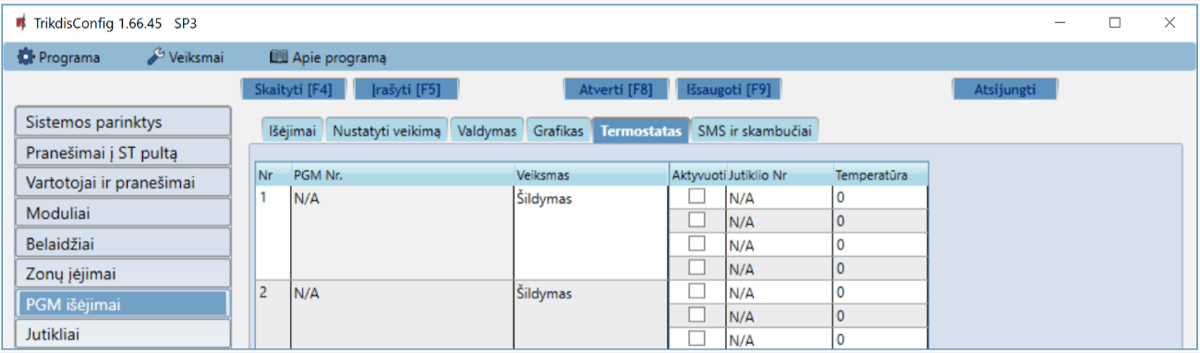 TrikdisConfig 1.66.45 SP3
Programa Veiksmai Apie programą
Skaityti [F4] Įrašyti [F5] Atverti [F8] Išsaugoti [F9] Atsijungti
Sistemos parinktys
Pranešimai į ST pultą
Vartotojai ir pranešimai
Moduliai
Belaidžiai
Zonų įėjimai
PGM išėjimai
Jutikliai
Išėjimai Nustatyti veikimą Valdymas Grafikas Termostatas SMS ir skambučiai
Nr PGM Nr. Veiksmas Aktyvuoti Jutiklio Nr Temperatūra
1 N/A Šildymas N/A 0
N/A 0
N/A 0
N/A 0
2 N/A Šildymas N/A 0
N/A 0
N/A 0